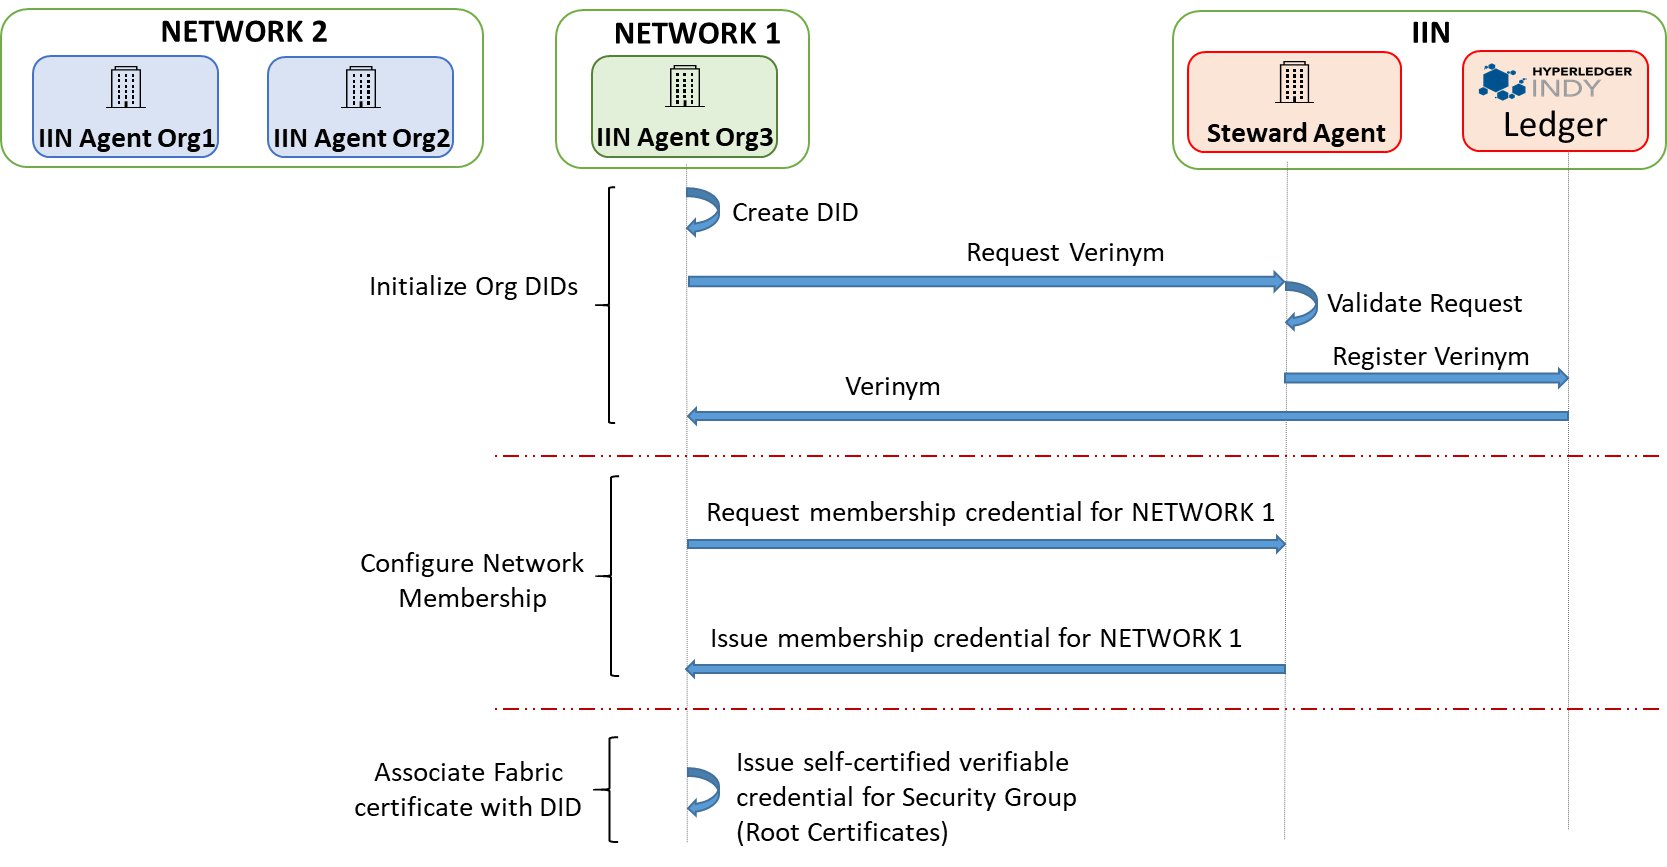 NETWORK 2
IIN Agent Org1
IIN Agent Org2
NETWORK 1
IIN Agent Org3
IIN
Steward Agent
HYPERLEDGER
INDY
Ledger
Initialize Org DIDs
Create DID
Request Verinym
Validate Request
Register Verinym
Verinym
Configure Network
Membership
Request membership credential for NETWORK 1
Issue membership credential for NETWORK 1
Associate Fabric
certificate with DID
Issue self-certified verifiable
credential for Security Group
(Root Certificates)